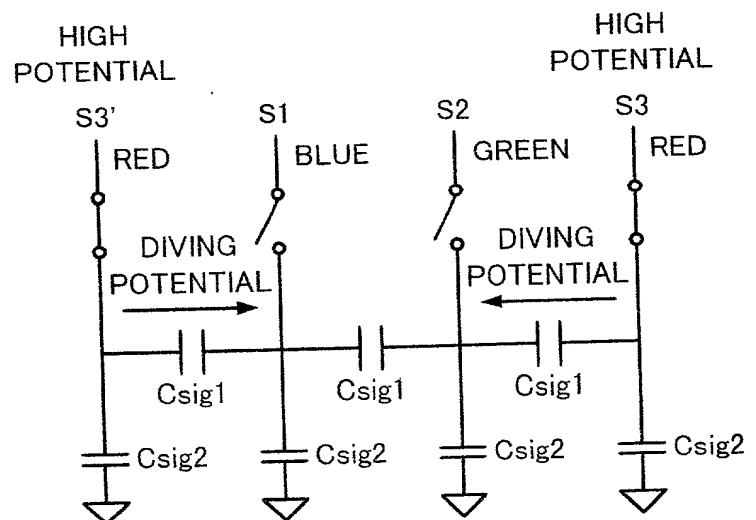 HIGH
POTENTIAL
HIGH
POTENTIAL
S3'
S1
S2
S3
RED
BLUE
GREEN
RED
DIVING
POTENTIAL
DIVING
POTENTIAL
Csig1
Csig1
Csig1
Csig2
Csig2
Csig2
Csig2